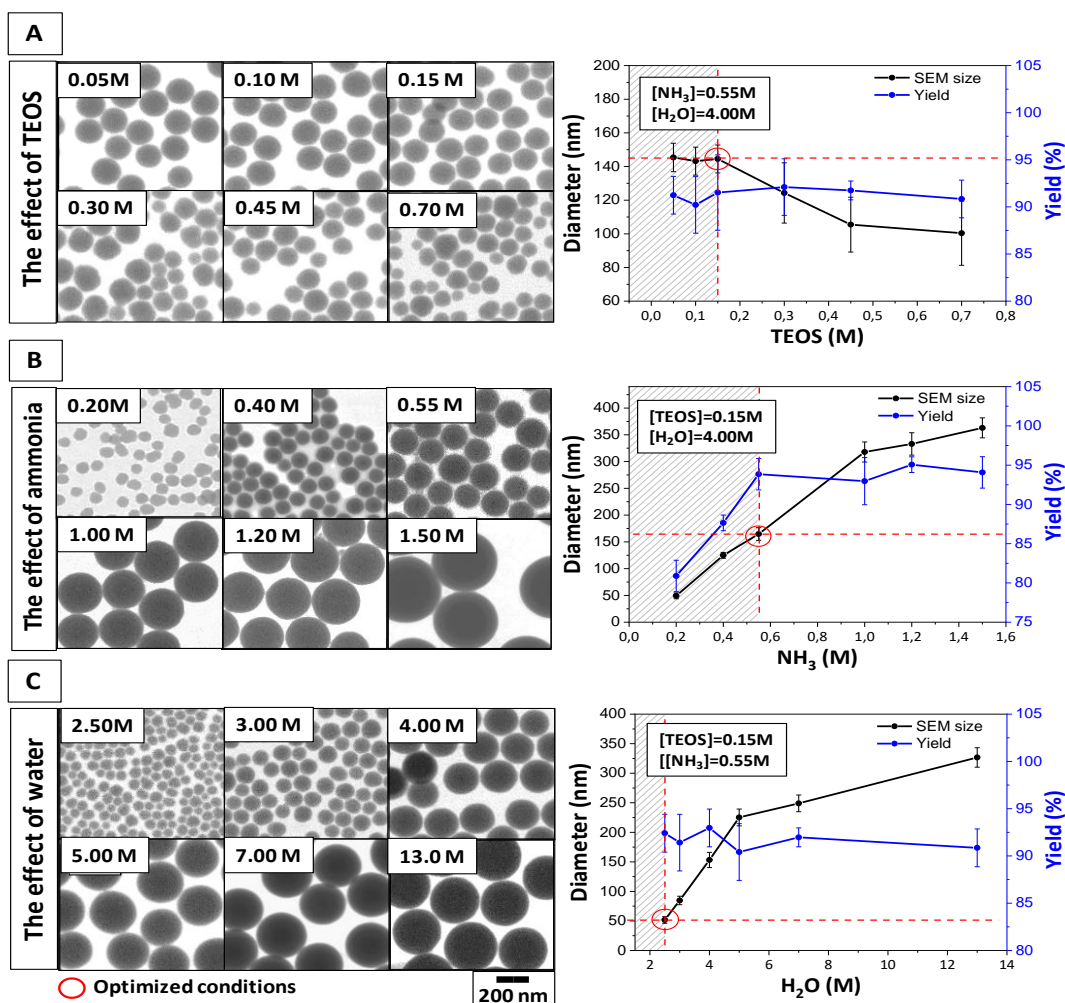 A
The effect of TEOS
0.05M
0.10 M
0.15 M
0.30 M
0.45 M
0.70 M
[NH3]=0.55M
[H2O]=4.00M
SEM size
Yield
Diameter (nm)
200
180
160
140
120
100
80
60
0,0 0,1 0,2 0,3 0,4 0,5 0,6 0,7 0,8
TEOS (M)
105
100
95
90
85
80
Yield (%)
B
The effect of ammonia
0.20M
0.40 M
0.55 M
1.00 M
1.20 M
1.50 M
[TEOS]=0.15M
[H2O]=4.00M
SEM size
Yield
Diameter (nm)
400
350
300
250
200
150
100
50
0
0,0 0,2 0,4 0,6 0,8 1,0 1,2 1,4 1,6
NH3 (M)
105
100
95
90
85
80
75
Yield (%)
C
The effect of water
2.50M
3.00 M
4.00 M
5.00 M
7.00 M
13.0 M
Optimized conditions
200 nm
[TEOS]=0.15M
[[NH3]=0.55M
SEM size
Yield
Diameter (nm)
400
350
300
250
200
150
100
50
0
2 4 6 8 10 12 14
H2O (M)
105
100
95
90
85
80
Yield (%)